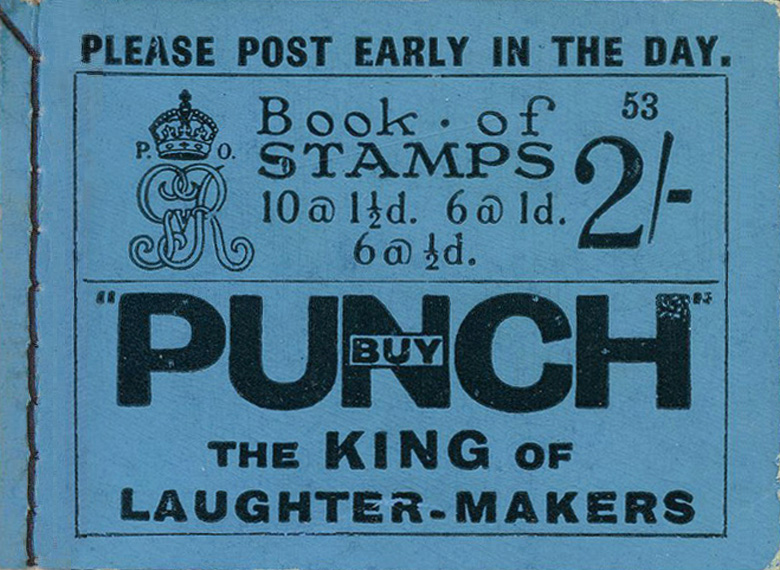 PLEASE POST EARLY IN THE DAY.
53
Book · of
P. O.
STAMPS
2/-
10 @ 1½d. 6 @ 1d.
6 @ ½d.
"PUNCH"
BUY
THE KING OF
LAUGHTER-MAKERS